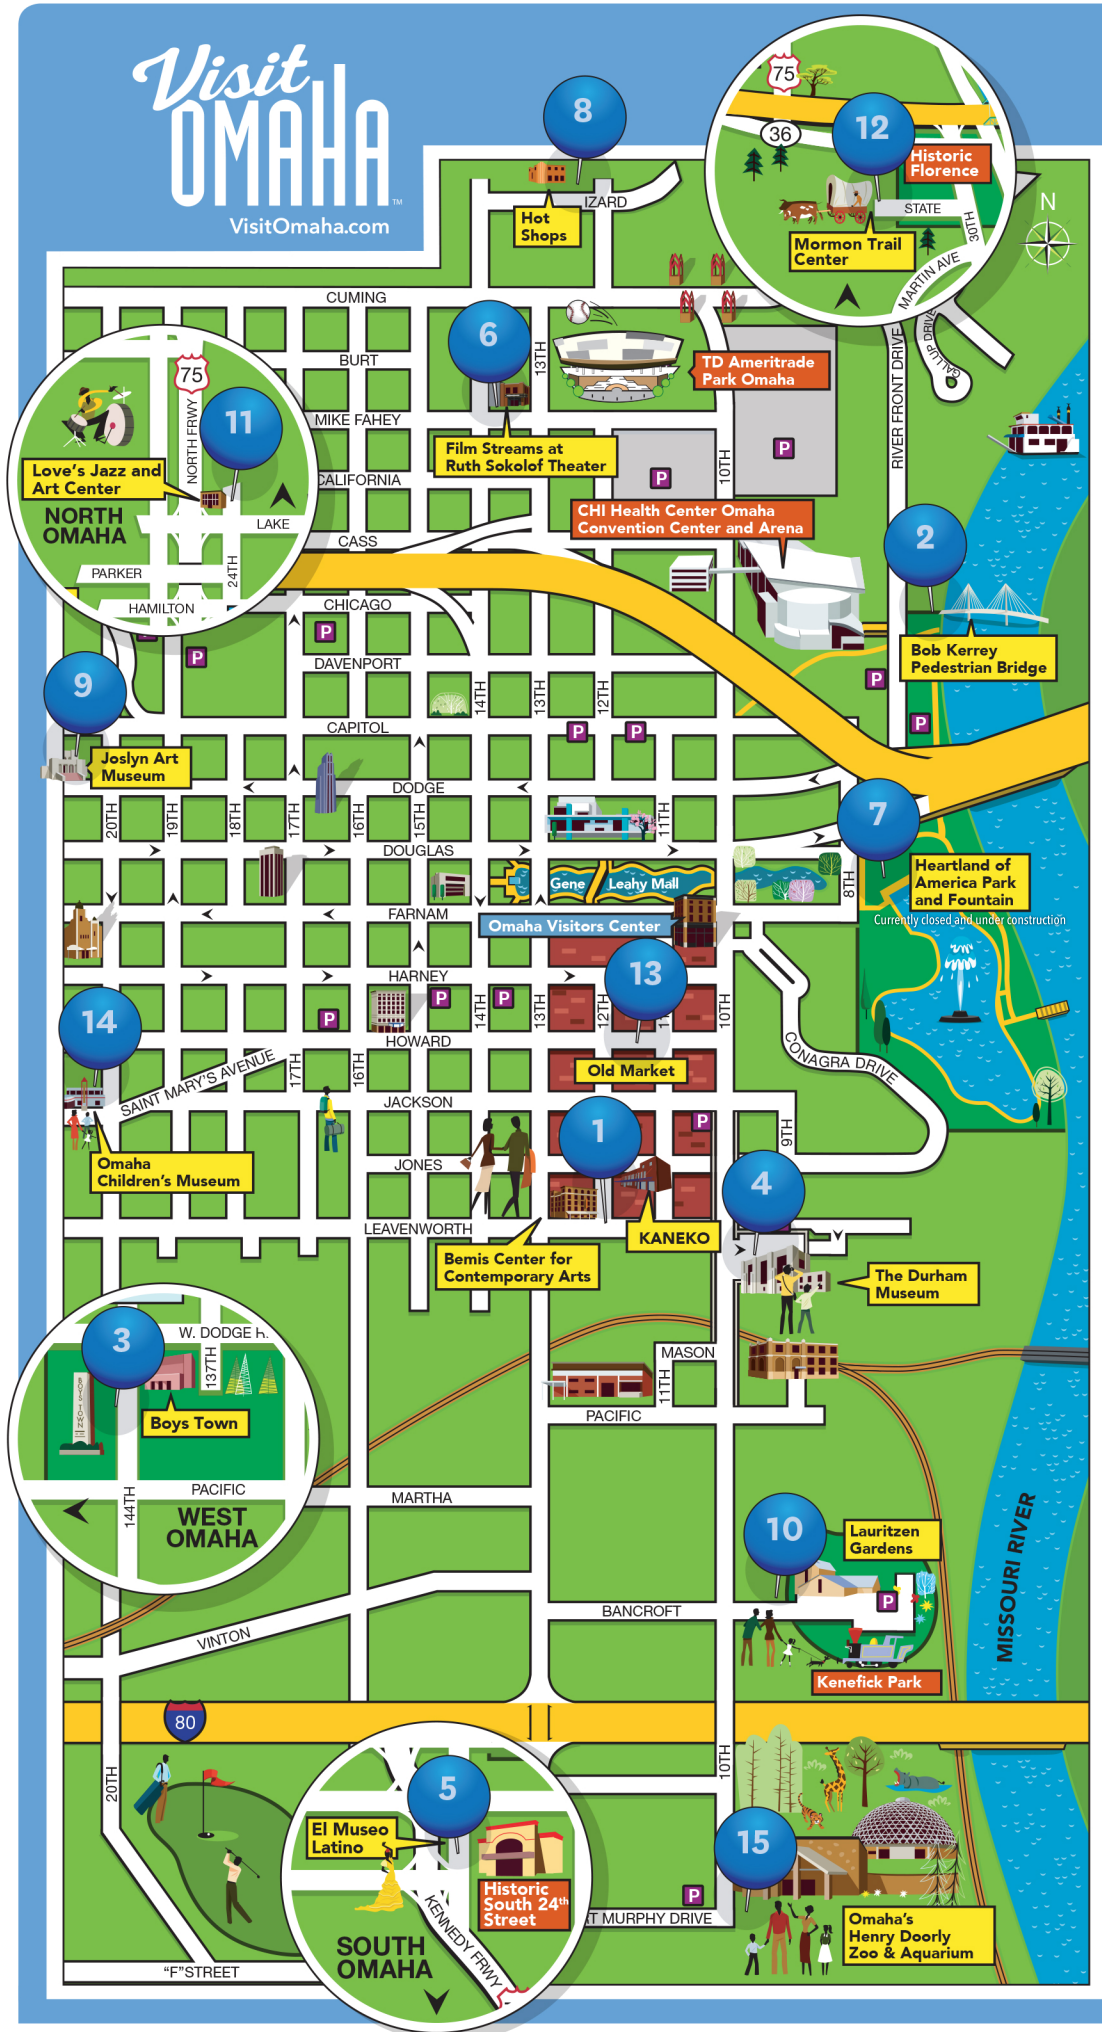 Visit
OMAHA™
VisitOmaha.com
8
IZARD
Hot
Shops
75
36
12
Historic
Florence
STATE
30TH
Mormon Trail
Center
MARTIN AVE
GALLUP DRIVE
N
CUMING
BURT
MIKE FAHEY
CALIFORNIA
CASS
CHICAGO
DAVENPORT
CAPITOL
6
13TH
TD Ameritrade
Park Omaha
Film Streams at
Ruth Sokolof Theater
P
P
10TH
RIVER FRONT DRIVE
CHI Health Center Omaha
Convention Center and Arena
75
NORTH FRWY
11
Love's Jazz and
Art Center
NORTH
OMAHA
LAKE
PARKER
24TH
HAMILTON
2
Bob Kerrey
Pedestrian Bridge
P
P
P
P
P
P
14TH
13TH
12TH
9
Joslyn Art
Museum
DODGE
20TH
19TH
18TH
17TH
16TH
15TH
11TH
DOUGLAS
7
8TH
Heartland of
America Park
and Fountain
Currently closed and under construction
Gene Leahy Mall
FARNAM
Omaha Visitors Center
HARNEY
13
P
P
P
14TH
13TH
12TH
10TH
HOWARD
14
SAINT MARY'S AVENUE
17TH
16TH
Old Market
CONAGRA DRIVE
JACKSON
P
9TH
Omaha
Children's Museum
JONES
1
4
LEAVENWORTH
KANEKO
Bemis Center for
Contemporary Arts
The Durham
Museum
3
W. DODGE
137TH
BOYS TOWN
Boys Town
PACIFIC
144TH
WEST
OMAHA
MASON
11TH
PACIFIC
MARTHA
10
Lauritzen
Gardens
P
BANCROFT
VINTON
Kenefick Park
MISSOURI RIVER
80
20TH
10TH
5
El Museo
Latino
Historic
South 24th
Street
KENNEDY FRWY
SOUTH
OMAHA
15
P
MURPHY DRIVE
Omaha's
Henry Doorly
Zoo & Aquarium
"F" STREET